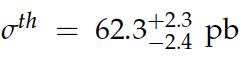 σ^{th} = 62.3^{+2.3}_{−2.4} pb